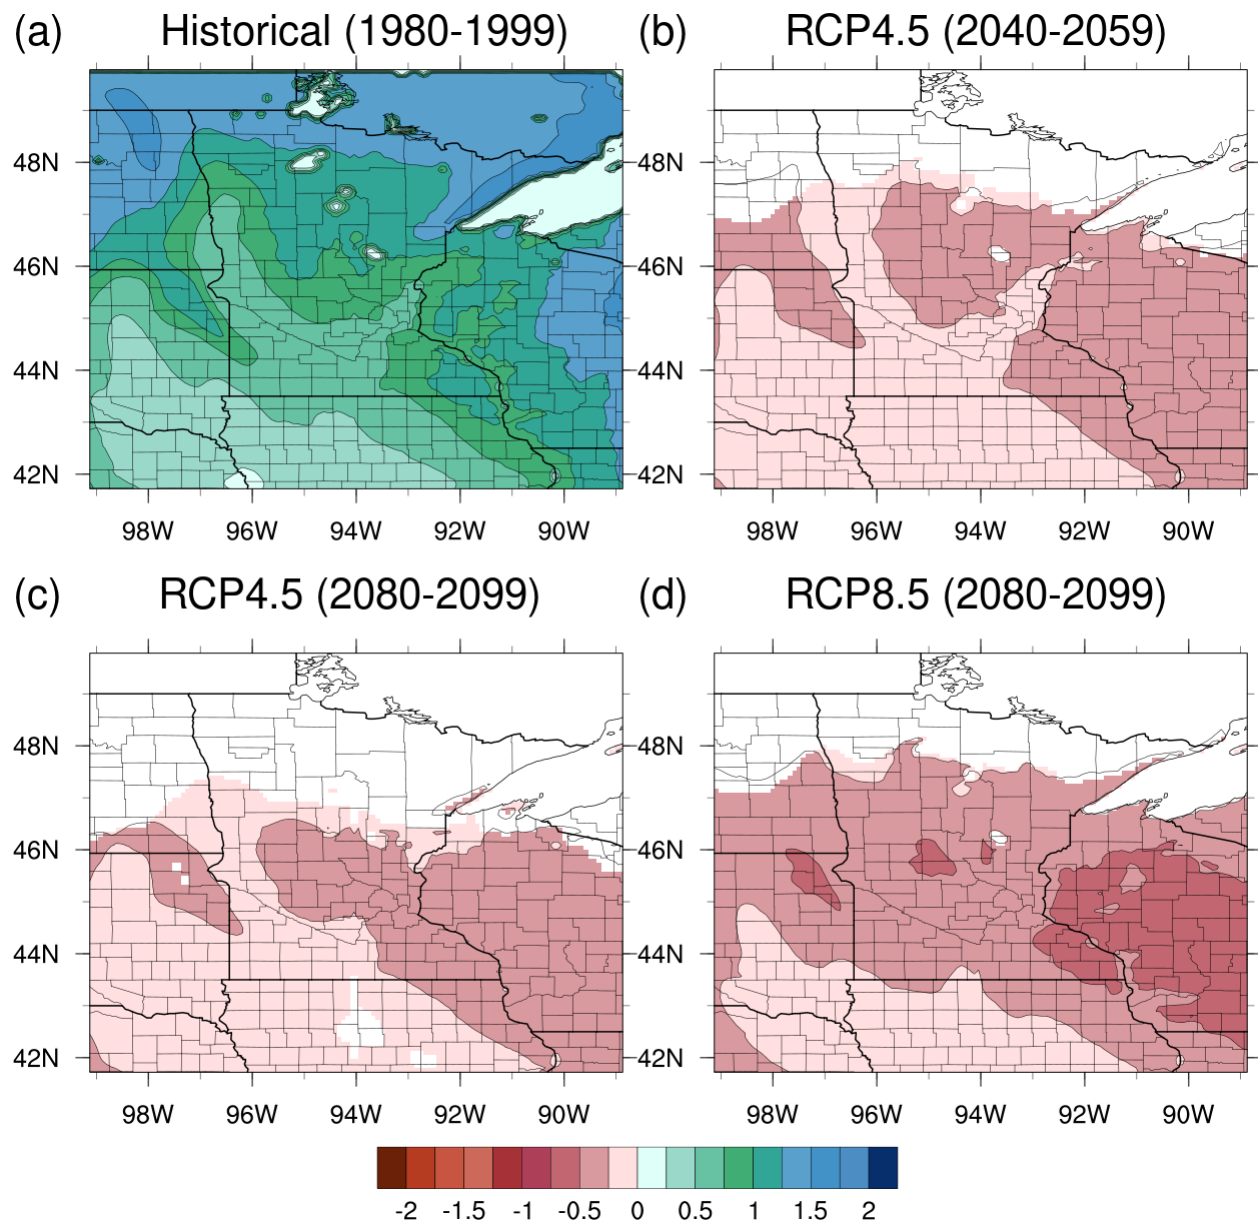 (a) Historical (1980-1999)
(b) RCP4.5 (2040-2059)
48N 48N
46N 46N
44N 44N
42N 42N
98W 96W 94W 92W 90W
98W 96W 94W 92W 90W
(c) RCP4.5 (2080-2099)
(d) RCP8.5 (2080-2099)
48N 48N
46N 46N
44N 44N
42N 42N
98W 96W 94W 92W 90W
98W 96W 94W 92W 90W
-2 -1.5 -1 -0.5 0 0.5 1 1.5 2